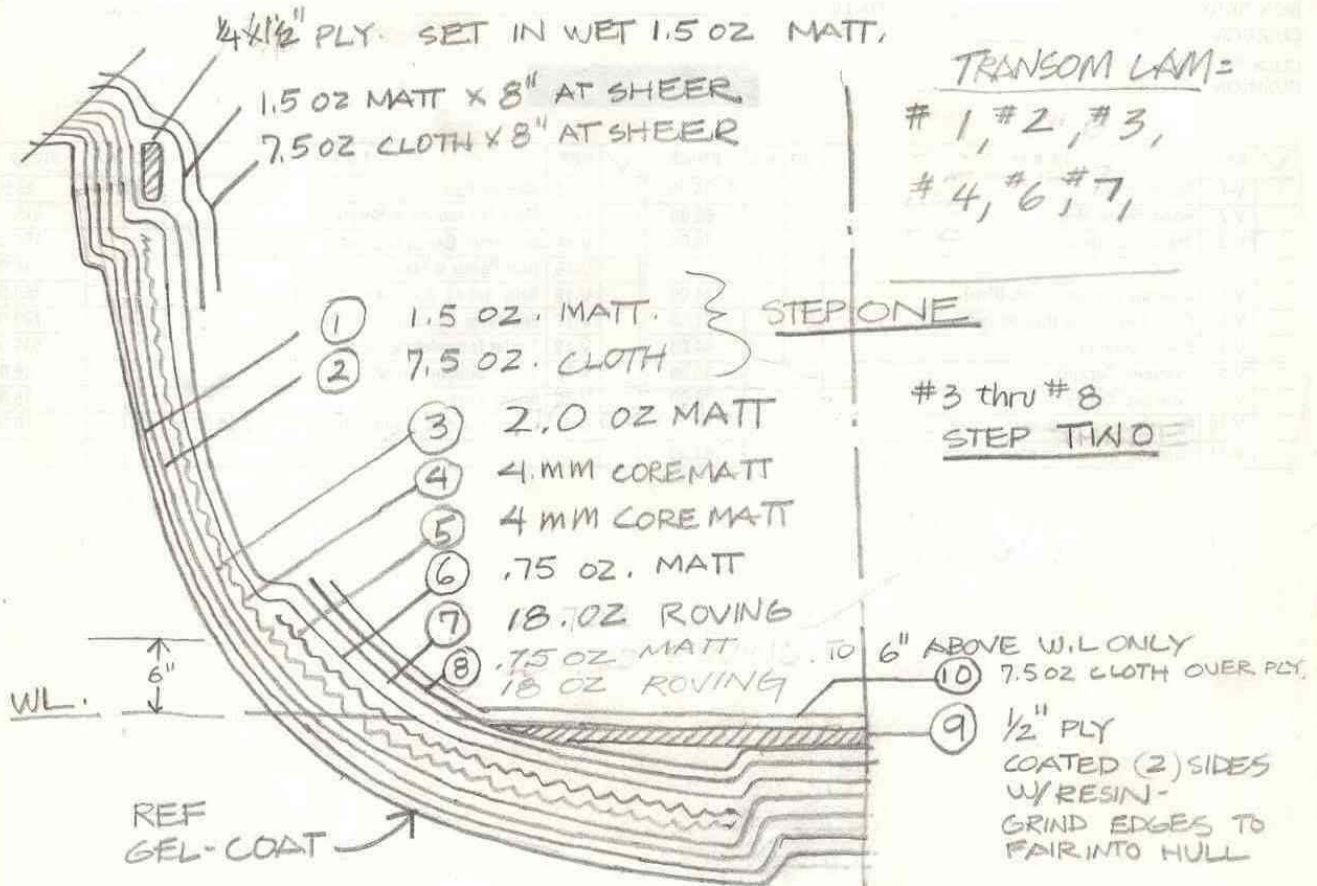 1/4 x 1 1/2" PLY. SET IN WET 1.5 OZ MATT.
1.5 OZ MATT X 8" AT SHEER
7.5 OZ CLOTH X 8" AT SHEER
TRANSOM LAM=
#1, #2, #3,
#4, #6, #7,
① 1.5 OZ. MATT.
② 7.5 OZ. CLOTH
STEP ONE
③ 2.0 OZ MATT
④ 4.MM COREMATT
⑤ 4 MM CORE MATT
⑥ .75 OZ. MATT
⑦ 18.OZ ROVING
⑧ .75 OZ MATT
18 OZ ROVING
TO 6" ABOVE W.L ONLY
#3 thru #8
STEP TWO
⑩ 7.5 OZ CLOTH OVER PLY.
⑨ 1/2" PLY
COATED (2) SIDES
W/ RESIN-
GRIND EDGES TO
FAIR INTO HULL
6"
WL.
REF
GEL-COAT